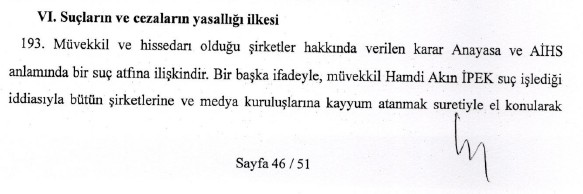 VI. Suçların ve cezaların yasallığı ilkesi
193. Müvekkil ve hissedarı olduğu şirketler hakkında verilen karar Anayasa ve AİHS
anlamında bir suç atfına ilişkindir. Bir başka ifadeyle, müvekkil Hamdi Akın İPEK suç işlediği
iddiasıyla bütün şirketlerine ve medya kuruluşlarına kayyum atanmak suretiyle el konularak
Sayfa 46 / 51